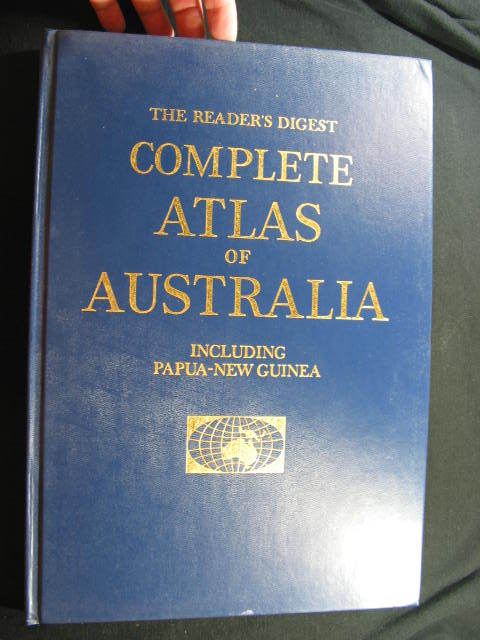 THE READER'S DIGEST
COMPLETE
ATLAS
OF
AUSTRALIA
INCLUDING
PAPUA-NEW GUINEA